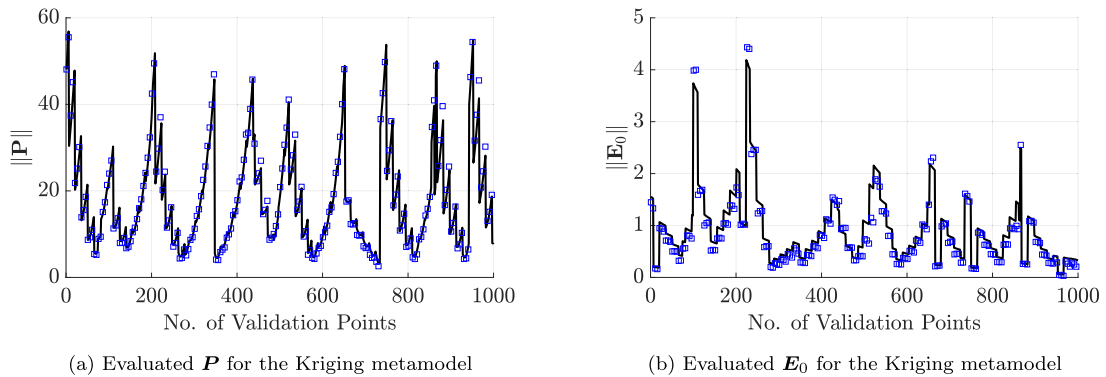 60
40
20
0
0 200 400 600 800 1000
‖P‖
No. of Validation Points
(a) Evaluated P for the Kriging metamodel
5
4
3
2
1
0
0 200 400 600 800 1000
‖E₀‖
No. of Validation Points
(b) Evaluated E₀ for the Kriging metamodel